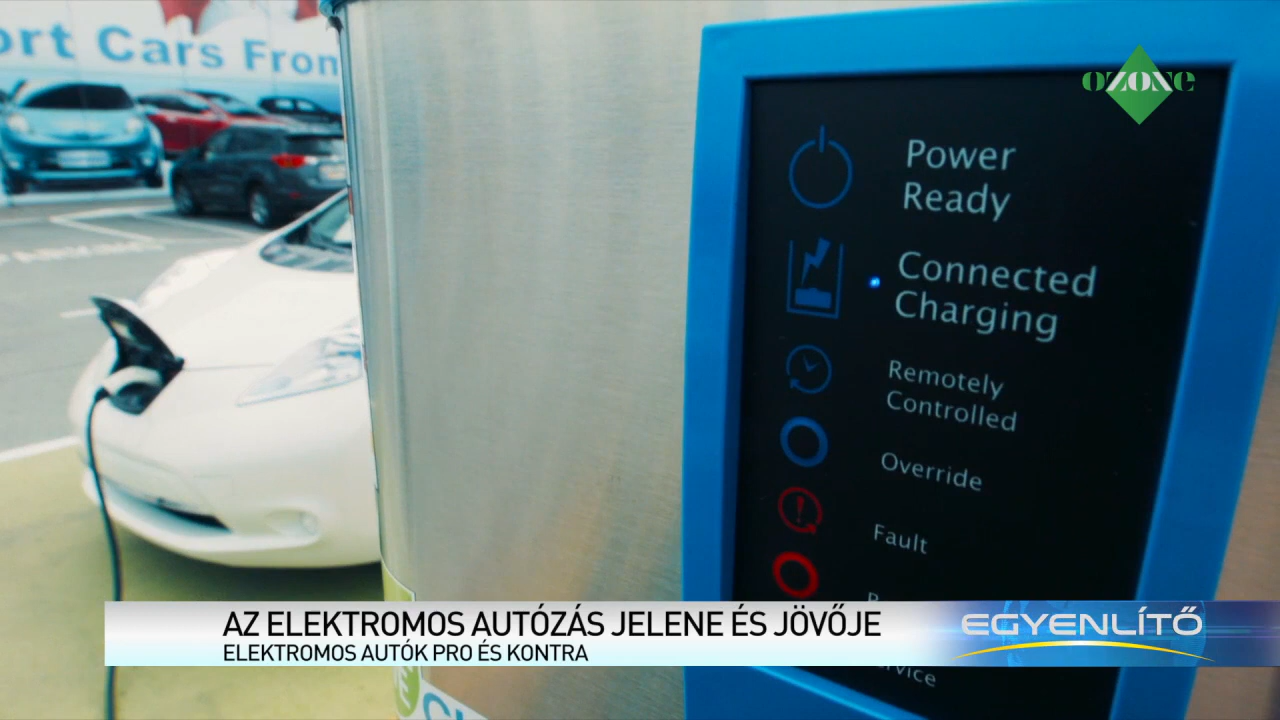 ort Cars From
OZONE
Power
Ready
Connected
Charging
Remotely
Controlled
Override
Fault
AZ ELEKTROMOS AUTÓZÁS JELENE ÉS JÖVŐJE
ELEKTROMOS AUTÓK PRO ÉS KONTRA
EGYENLÍTŐ